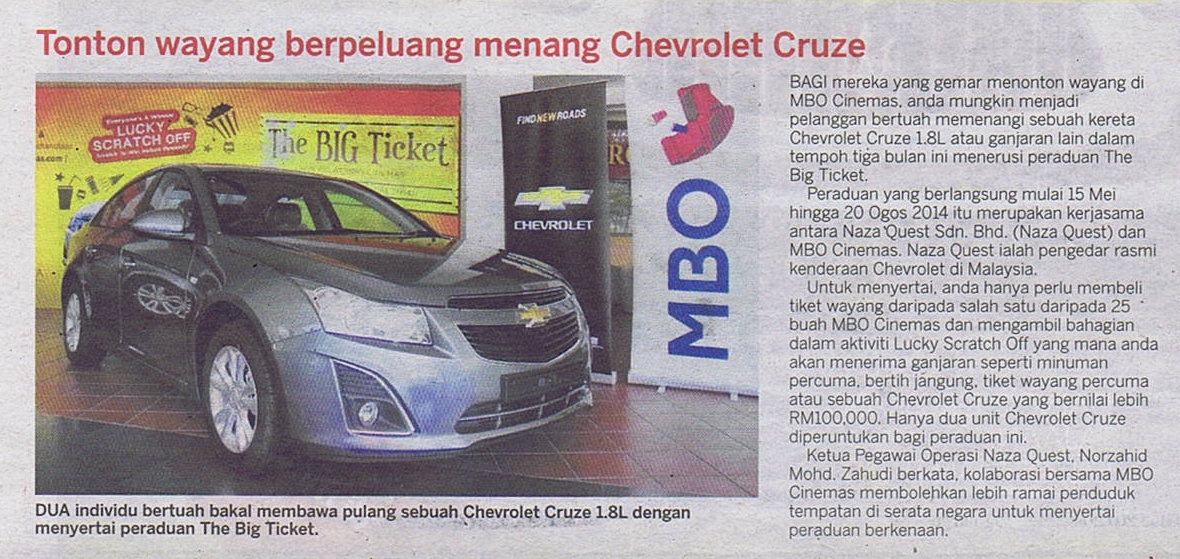 Tonton wayang berpeluang menang Chevrolet Cruze
Everyone's A Winner
LUCKY
SCRATCH OFF
The BIG Ticket
FIND NEW ROADS
CHEVROLET
MBO
DUA individu bertuah bakal membawa pulang sebuah Chevrolet Cruze 1.8L dengan
menyertai peraduan The Big Ticket.
BAGI mereka yang gemar menonton wayang di
MBO Cinemas, anda mungkin menjadi
pelanggan bertuah memenangi sebuah kereta
Chevrolet Cruze 1.8L atau ganjaran lain dalam
tempoh tiga bulan ini menerusi peraduan The
Big Ticket.
Peraduan yang berlangsung mulai 15 Mei
hingga 20 Ogos 2014 itu merupakan kerjasama
antara Naza Quest Sdn. Bhd. (Naza Quest) dan
MBO Cinemas. Naza Quest ialah pengedar rasmi
kenderaan Chevrolet di Malaysia.
Untuk menyertai, anda hanya perlu membeli
tiket wayang daripada salah satu daripada 25
buah MBO Cinemas dan mengambil bahagian
dalam aktiviti Lucky Scratch Off yang mana anda
akan menerima ganjaran seperti minuman
percuma, bertih jangung, tiket wayang percuma
atau sebuah Chevrolet Cruze yang bernilai lebih
RM100,000. Hanya dua unit Chevrolet Cruze
diperuntukan bagi peraduan ini.
Ketua Pegawai Operasi Naza Quest, Norzahid
Mohd. Zahudi berkata, kolaborasi bersama MBO
Cinemas membolehkan lebih ramai penduduk
tempatan di serata negara untuk menyertai
peraduan berkenaan.